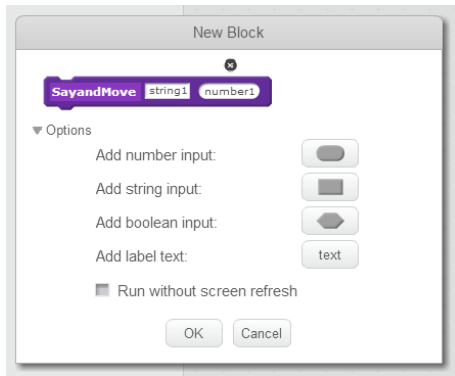 New Block
SayandMove string1 number1
Options
Add number input:
Add string input:
Add boolean input:
Add label text: text
Run without screen refresh
OK Cancel